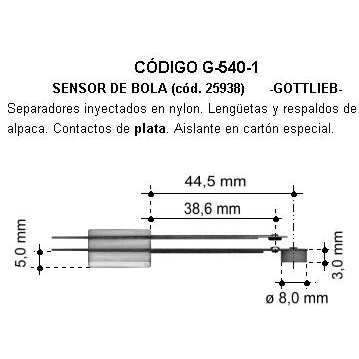 CÓDIGO G-540-1
SENSOR DE BOLA (cód. 25938) -GOTTLIEB-
Separadores inyectados en nylon. Lengüetas y respaldos de
alpaca. Contactos de plata. Aislante en cartón especial.
44,5 mm
38,6 mm
5,0 mm
3,0 mm
ø 8,0 mm